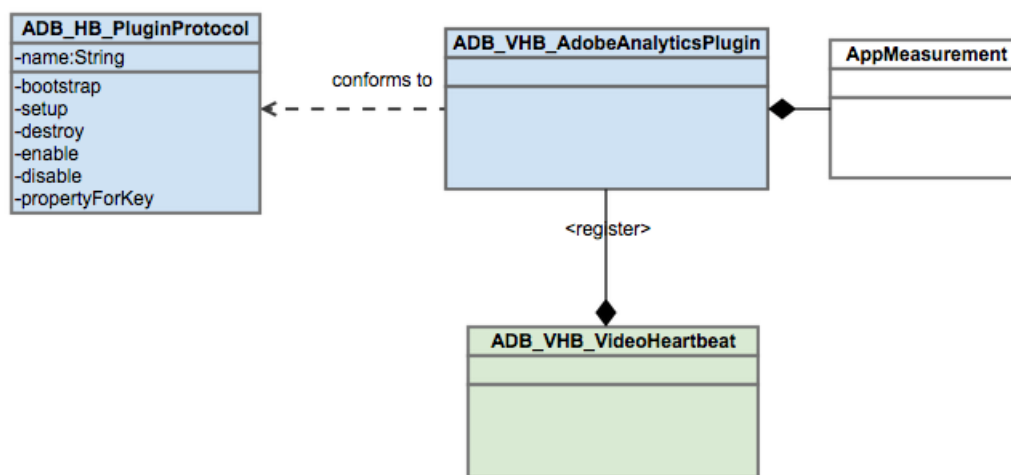 ADB_HB_PluginProtocol
-name:String
-bootstrap
-setup
-destroy
-enable
-disable
-propertyForKey
conforms to
ADB_VHB_AdobeAnalyticsPlugin
AppMeasurement
<register>
ADB_VHB_VideoHeartbeat